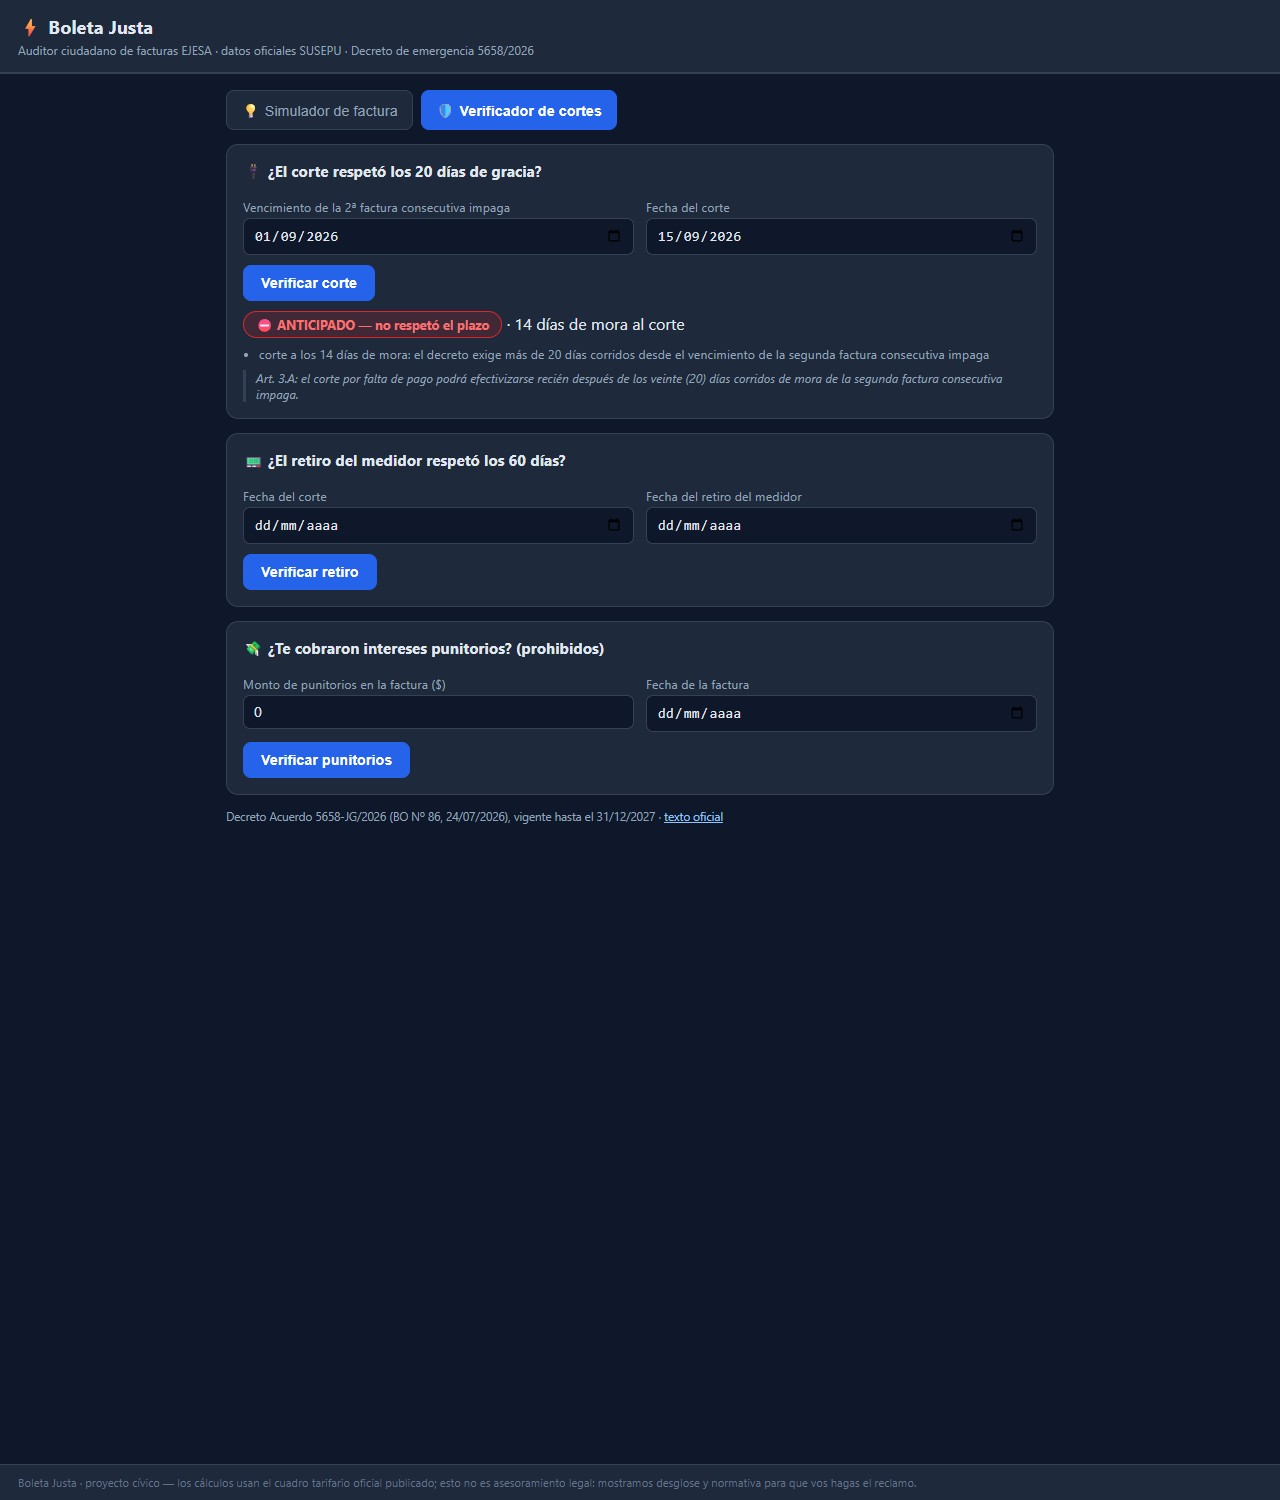 Boleta Justa
Auditor ciudadano de facturas EJESA · datos oficiales SUSEPU · Decreto de emergencia 5658/2026
Simulador de factura
Verificador de cortes
¿El corte respetó los 20 días de gracia?
Vencimiento de la 2ª factura consecutiva impaga
Fecha del corte
01/09/2026
15/09/2026
Verificar corte
ANTICIPADO — no respetó el plazo · 14 días de mora al corte
• corte a los 14 días de mora: el decreto exige más de 20 días corridos desde el vencimiento de la segunda factura consecutiva impaga
Art. 3.A: el corte por falta de pago podrá efectivizarse recién después de los veinte (20) días corridos de mora de la segunda factura consecutiva
impaga.
¿El retiro del medidor respetó los 60 días?
Fecha del corte
Fecha del retiro del medidor
dd/mm/aaaa
dd/mm/aaaa
Verificar retiro
¿Te cobraron intereses punitorios? (prohibidos)
Monto de punitorios en la factura ($)
Fecha de la factura
0
dd/mm/aaaa
Verificar punitorios
Decreto Acuerdo 5658-JG/2026 (BO Nº 86, 24/07/2026), vigente hasta el 31/12/2027 · texto oficial
Boleta Justa · proyecto cívico — los cálculos usan el cuadro tarifario oficial publicado; esto no es asesoramiento legal: mostramos desglose y normativa para que vos hagas el reclamo.